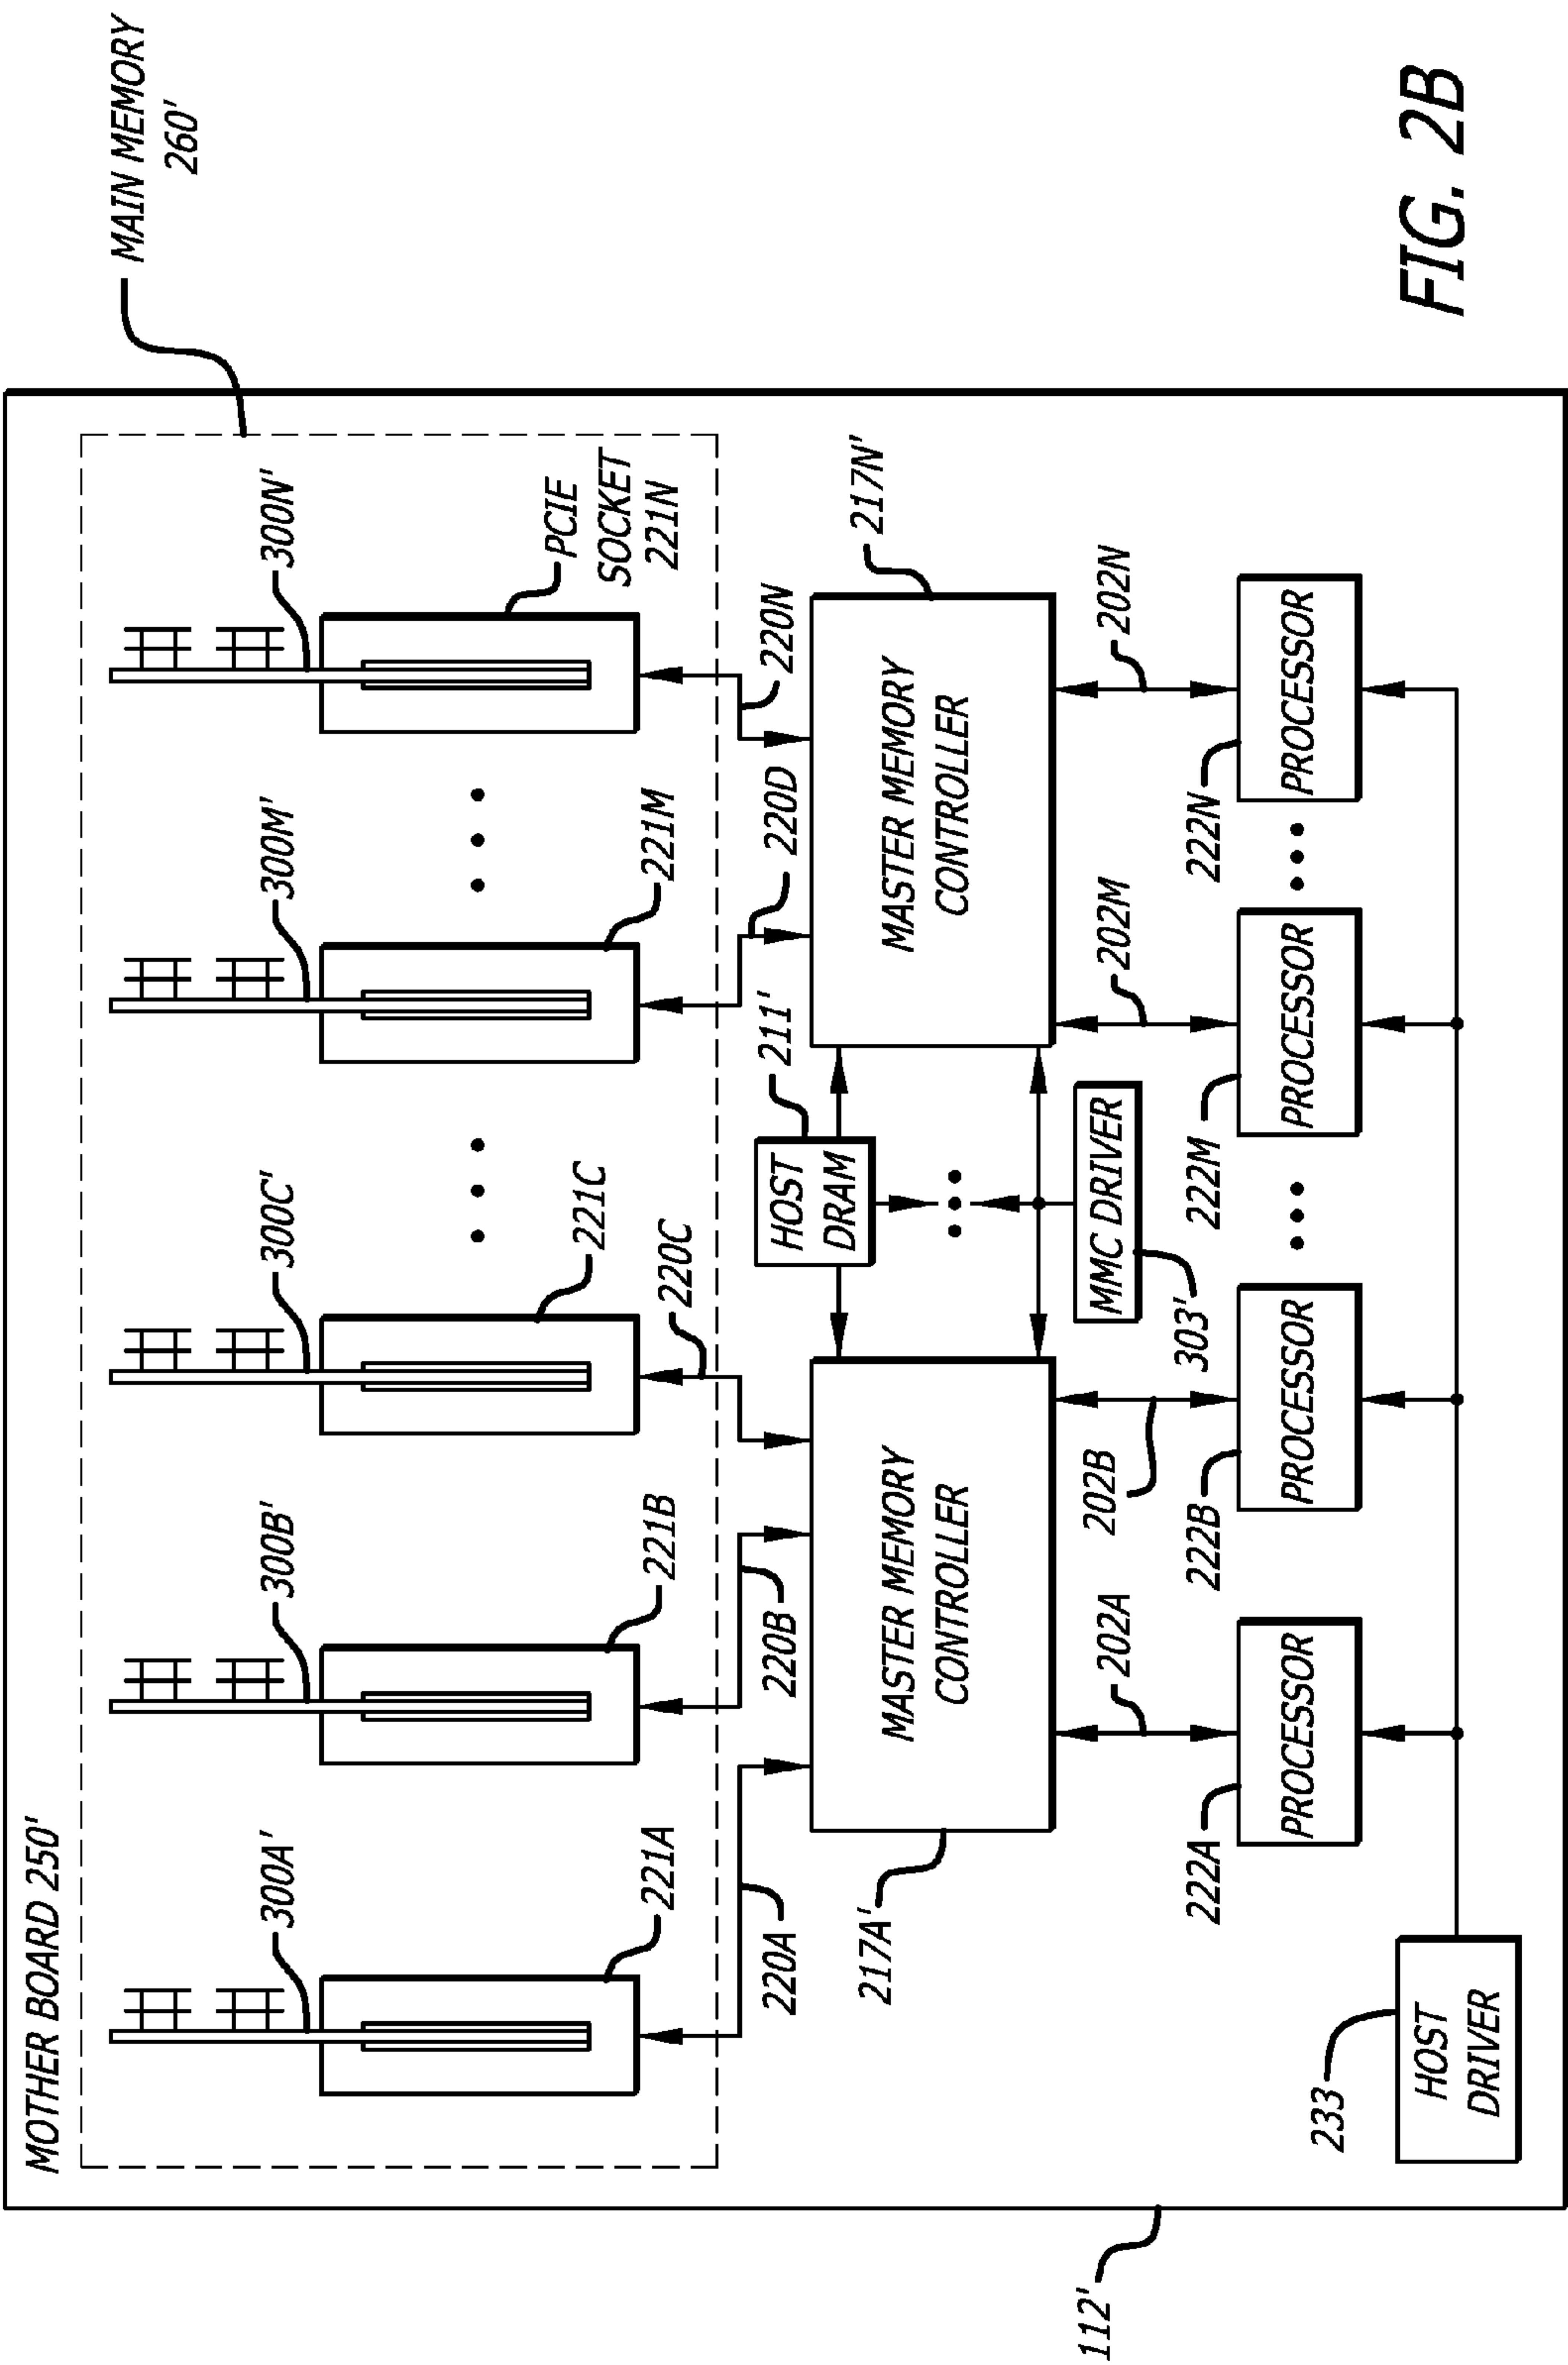 MAIN MEMORY
260'
MOTHER BOARD 250'
300A'
300B'
300C'
300M'
300N'
221A
221B
221C
221M
PCIE
SOCKET
221N
220A
220B
220C
220D
220N
HOST
DRAM
211'
217A'
MASTER MEMORY
CONTROLLER
MASTER MEMORY
CONTROLLER
217N'
MMC DRIVER
303'
202A
202B
202M
202N
222A
PROCESSOR
222B
PROCESSOR
222M
PROCESSOR
222N
PROCESSOR
233
HOST
DRIVER
112'
FIG. 2B